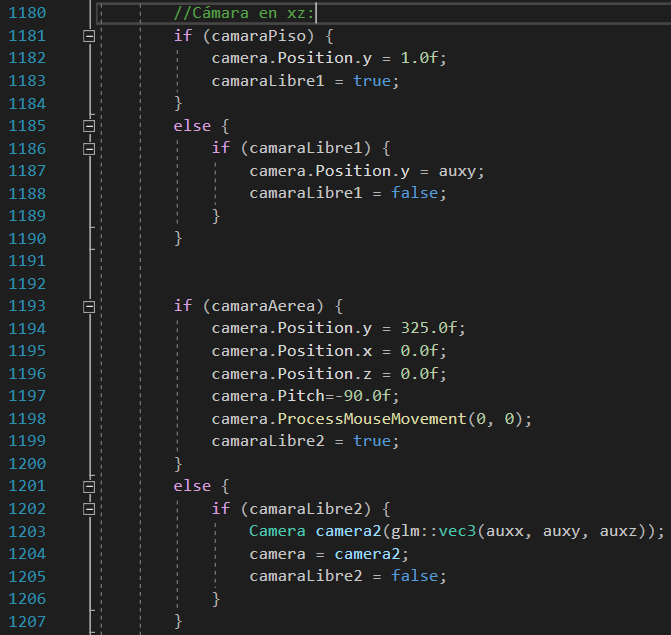 1180 //Cámara en xz:
1181 if (camaraPiso) {
1182 camera.Position.y = 1.0f;
1183 camaraLibre1 = true;
1184 }
1185 else {
1186 if (camaraLibre1) {
1187 camera.Position.y = auxy;
1188 camaraLibre1 = false;
1189 }
1190 }
1191
1192
1193 if (camaraAerea) {
1194 camera.Position.y = 325.0f;
1195 camera.Position.x = 0.0f;
1196 camera.Position.z = 0.0f;
1197 camera.Pitch=-90.0f;
1198 camera.ProcessMouseMovement(0, 0);
1199 camaraLibre2 = true;
1200 }
1201 else {
1202 if (camaraLibre2) {
1203 Camera camera2(glm::vec3(auxx, auxy, auxz));
1204 camera = camera2;
1205 camaraLibre2 = false;
1206 }
1207 }